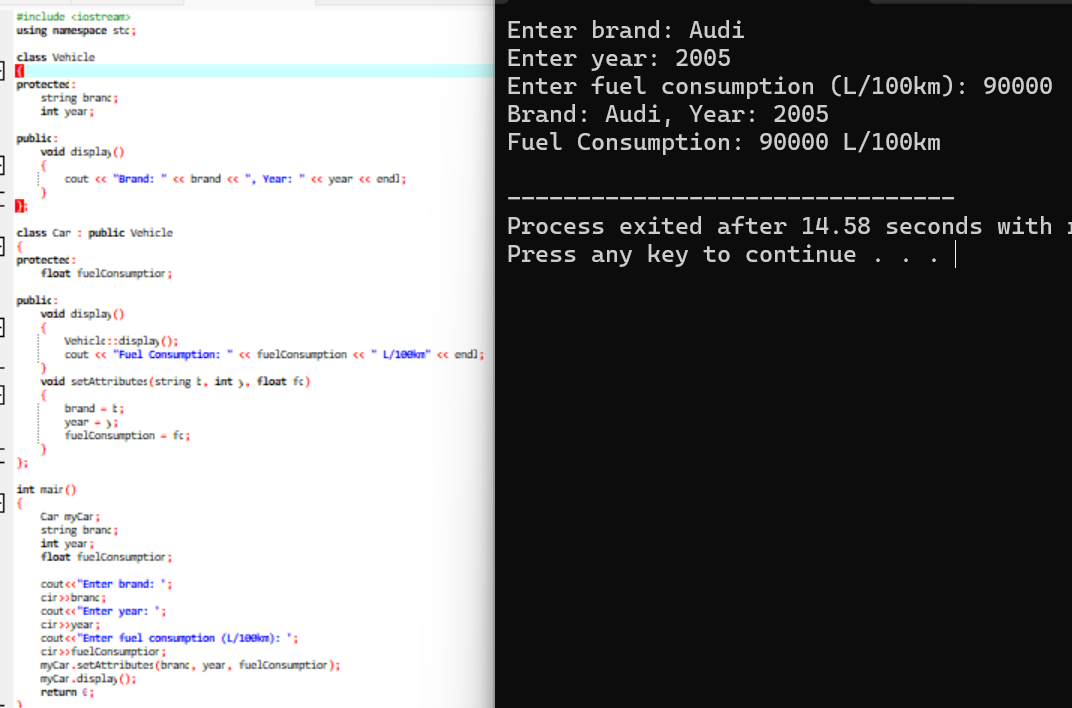 #include <iostream>
using namespace std;
class Vehicle
{
protected:
string brand;
int year;
public:
void display()
{
cout << "Brand: " << brand << ", Year: " << year << endl;
}
};
class Car : public Vehicle
{
protected:
float fuelConsumption;
public:
void display()
{
Vehicle::display();
cout << "Fuel Consumption: " << fuelConsumption << " L/100km" << endl;
}
void setAttributes(string b, int y, float fc)
{
brand = b;
year = y;
fuelConsumption = fc;
}
};
int main()
{
Car myCar;
string brand;
int year;
float fuelConsumption;
cout<<"Enter brand: ";
cin>>brand;
cout<<"Enter year: ";
cin>>year;
cout<<"Enter fuel consumption (L/100km): ";
cin>>fuelConsumption;
myCar.setAttributes(brand, year, fuelConsumption);
myCar.display();
return 0;
}
Enter brand: Audi
Enter year: 2005
Enter fuel consumption (L/100km): 90000
Brand: Audi, Year: 2005
Fuel Consumption: 90000 L/100km
--------------------------------
Process exited after 14.58 seconds with
Press any key to continue . . .